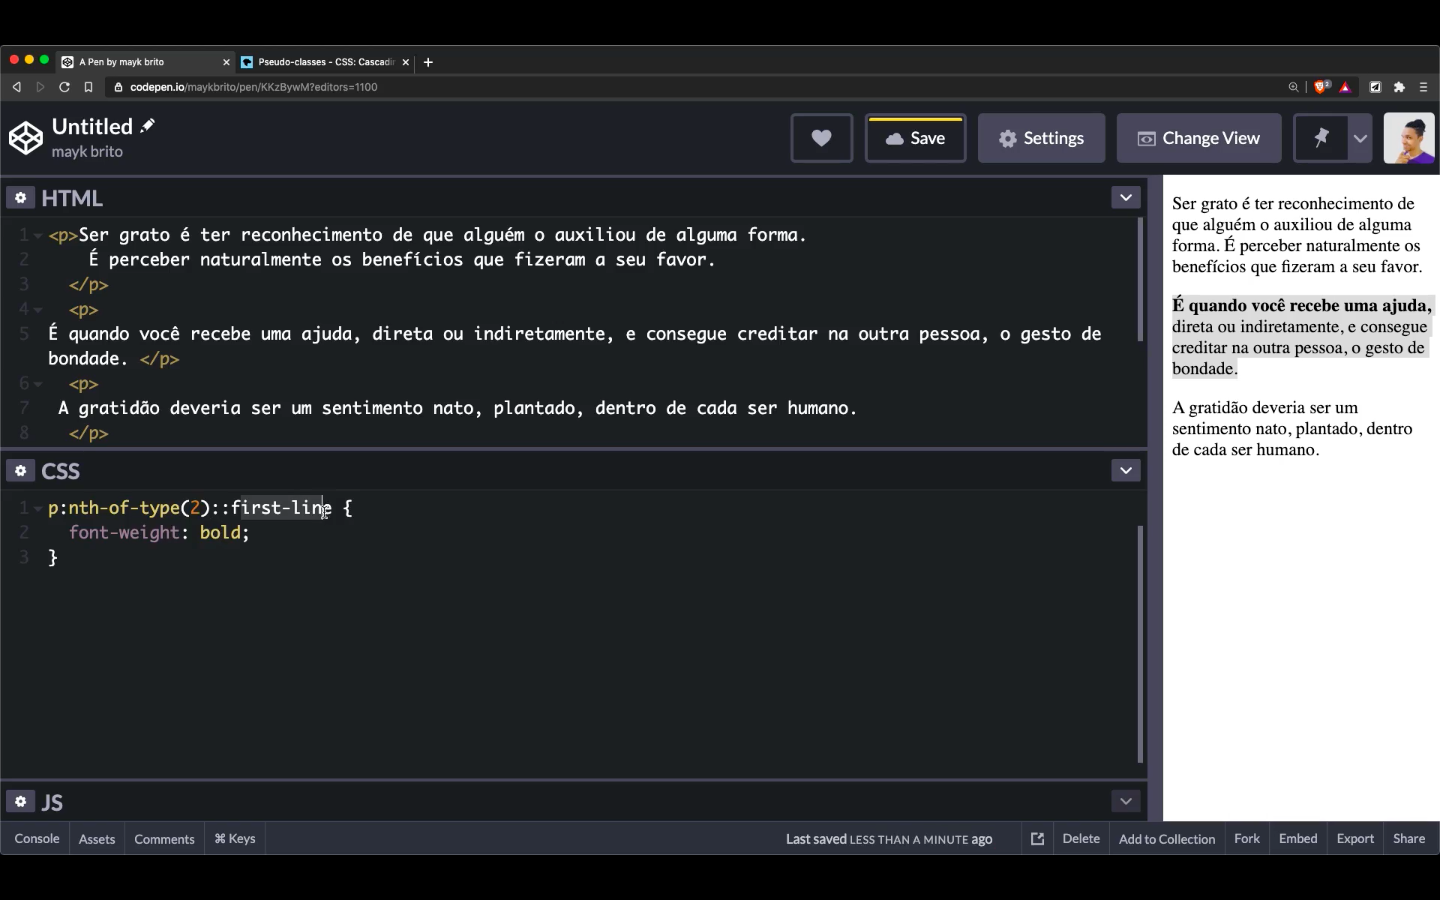 A Pen by mayk brito
Pseudo-classes - CSS: Cascadin
codepen.io/maykbrito/pen/KKzBywM?editors=1100
Untitled
mayk brito
Save
Settings
Change View
HTML
1 <p>Ser grato é ter reconhecimento de que alguém o auxiliou de alguma forma.
2 É perceber naturalmente os benefícios que fizeram a seu favor.
3 </p>
4 <p>
5 É quando você recebe uma ajuda, direta ou indiretamente, e consegue creditar na outra pessoa, o gesto de
bondade. </p>
6 <p>
7 A gratidão deveria ser um sentimento nato, plantado, dentro de cada ser humano.
8 </p>
CSS
1 p:nth-of-type(2)::first-line {
2 font-weight: bold;
3 }
JS
Ser grato é ter reconhecimento de
que alguém o auxiliou de alguma
forma. É perceber naturalmente os
benefícios que fizeram a seu favor.
É quando você recebe uma ajuda,
direta ou indiretamente, e consegue
creditar na outra pessoa, o gesto de
bondade.
A gratidão deveria ser um
sentimento nato, plantado, dentro
de cada ser humano.
Console
Assets
Comments
⌘ Keys
Last saved LESS THAN A MINUTE ago
Delete
Add to Collection
Fork
Embed
Export
Share